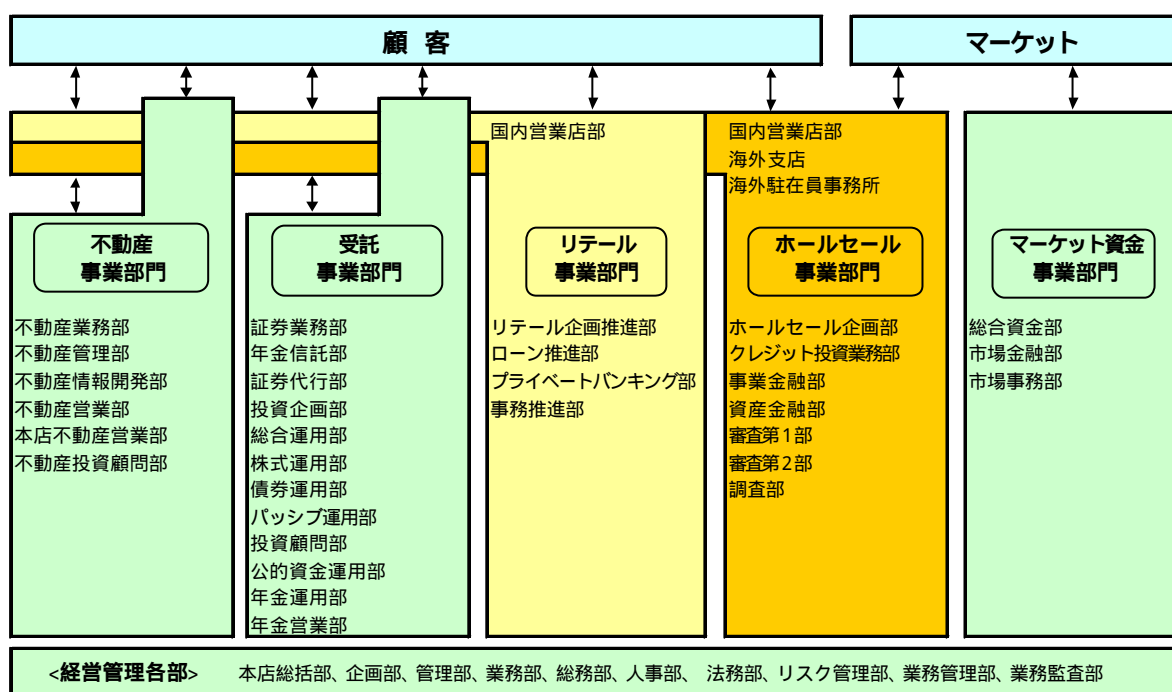 顧 客
マーケット
国内営業店部
国内営業店部
海外支店
海外駐在員事務所
不動産
事業部門
不動産業務部
不動産管理部
不動産情報開発部
不動産営業部
本店不動産営業部
不動産投資顧問部
受託
事業部門
証券業務部
年金信託部
証券代行部
投資企画部
総合運用部
株式運用部
債券運用部
パッシブ運用部
投資顧問部
公的資金運用部
年金運用部
年金営業部
リテール
事業部門
リテール企画推進部
ローン推進部
プライベートバンキング部
事務推進部
ホールセール
事業部門
ホールセール企画部
クレジット投資業務部
事業金融部
資産金融部
審査第1部
審査第2部
調査部
マーケット資金
事業部門
総合資金部
市場金融部
市場事務部
<経営管理各部> 本店総括部、企画部、管理部、業務部、総務部、人事部、 法務部、リスク管理部、業務管理部、業務監査部